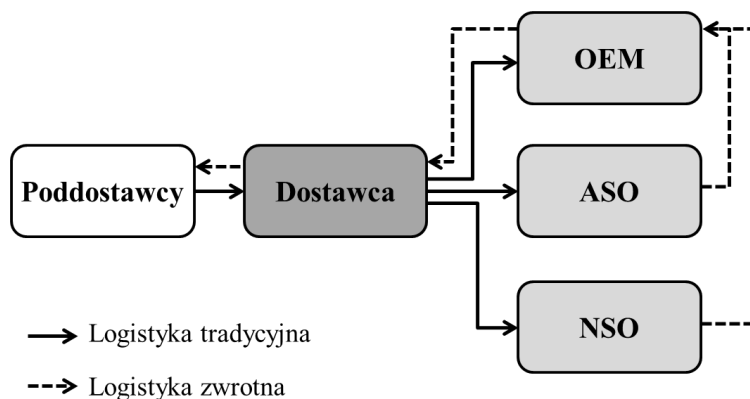 OEM
Poddostawcy
Dostawca
ASO
NSO
Logistyka tradycyjna
Logistyka zwrotna